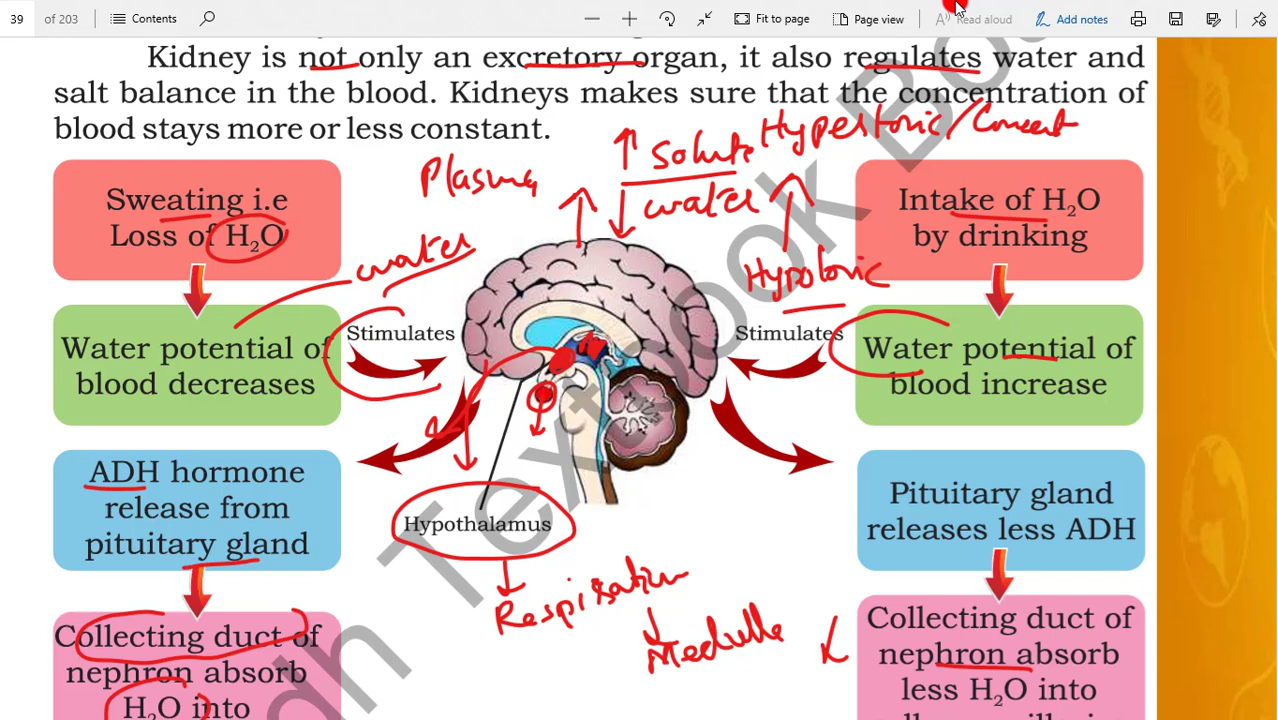 39 of 203 Contents Fit to page Page view Read aloud Add notes
Kidney is not only an excretory organ, it also regulates water and
salt balance in the blood. Kidneys makes sure that the concentration of
blood stays more or less constant.
Plasma
↑ Solute
↓ water
Hypertonic/Concent
Hypotonic
water
Sweating i.e
Loss of H₂O
Water potential of
blood decreases
Stimulates
ADH hormone
release from
pituitary gland
Collecting duct of
nephron absorb
H₂O into
Hypothalamus
Respiration
Medulla
Intake of H₂O
by drinking
Stimulates
Water potential of
blood increase
Pituitary gland
releases less ADH
Collecting duct of
nephron absorb
less H₂O into
Textbook Bo